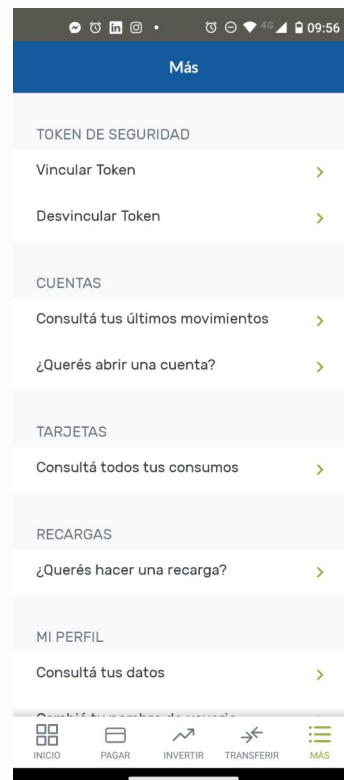 4G 09:56
Más
TOKEN DE SEGURIDAD
Vincular Token
Desvincular Token
CUENTAS
Consultá tus últimos movimientos
¿Querés abrir una cuenta?
TARJETAS
Consultá todos tus consumos
RECARGAS
¿Querés hacer una recarga?
MI PERFIL
Consultá tus datos
INICIO PAGAR INVERTIR TRANSFERIR MÁS